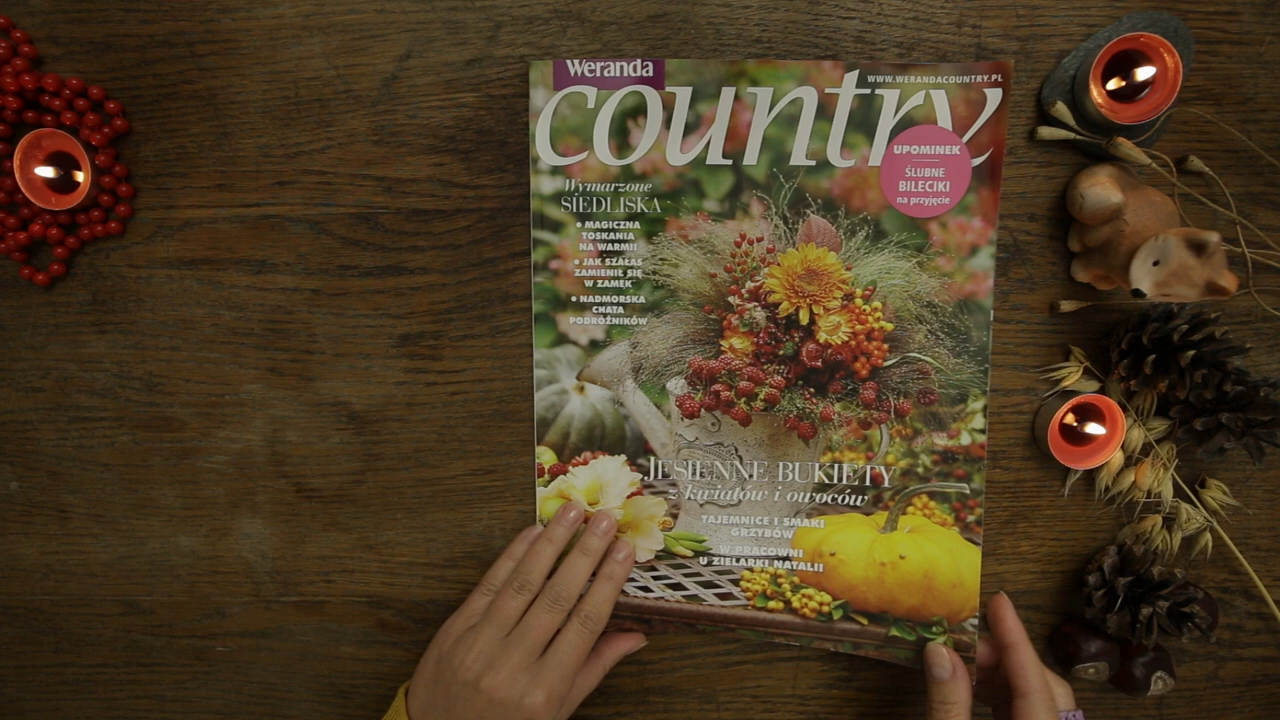 Weranda
country
WWW.WERANDACOUNTRY.PL
UPOMINEK
ŚLUBNE
BILECIKI
na przyjęcie
Wymarzone
SIEDLISKA
• MAGICZNA
TOSKANIA
NA WARMII
• JAK SZAŁAS
ZAMIENIŁ SIĘ
W ZAMEK
• NADMORSKA
CHATA
PODRÓŻNIKÓW
JESIENNE BUKIETY
z kwiatów i owoców
TAJEMNICE I SMAKI
GRZYBÓW
W PRACOWNI
U ZIELARKI NATALII